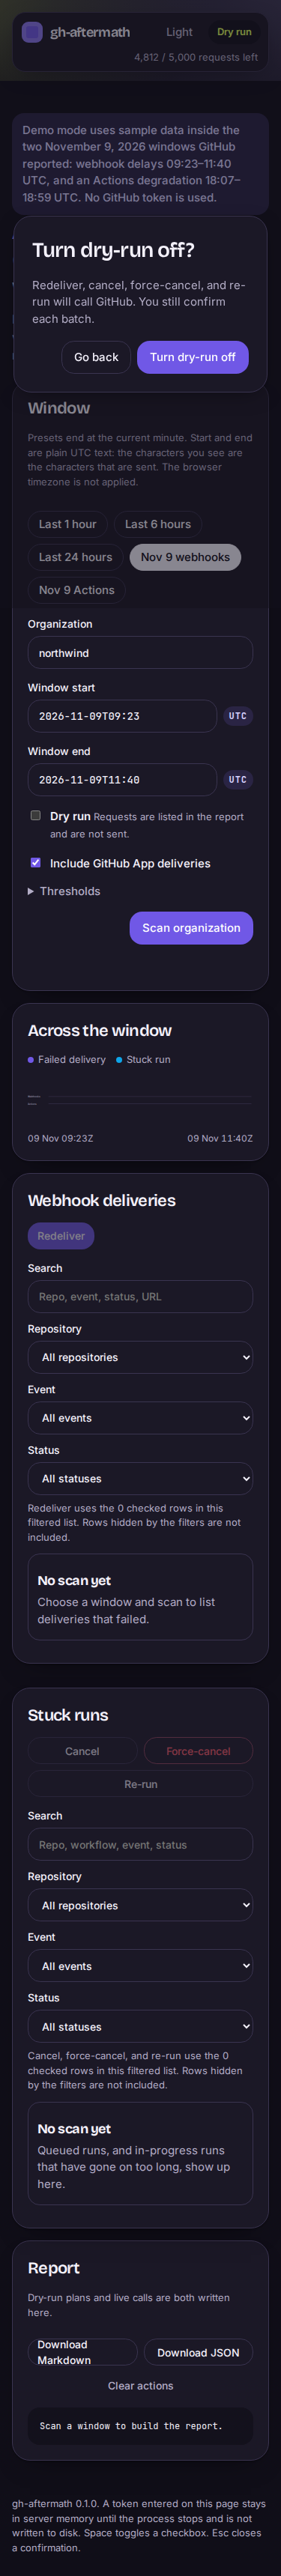 gh-aftermath
Light
Dry run
4,812 / 5,000 requests left
Demo mode uses sample data inside the
two November 9, 2026 windows GitHub
reported: webhook delays 09:23–11:40
UTC, and an Actions degradation 18:07–
18:59 UTC. No GitHub token is used.
Turn dry-run off?
Redeliver, cancel, force-cancel, and re-
run will call GitHub. You still confirm
each batch.
Go back
Turn dry-run off
Window
Presets end at the current minute. Start and end
are plain UTC text: the characters you see are
the characters that are sent. The browser
timezone is not applied.
Last 1 hour
Last 6 hours
Last 24 hours
Nov 9 webhooks
Nov 9 Actions
Organization
northwind
Window start
2026-11-09T09:23
UTC
Window end
2026-11-09T11:40
UTC
Dry run Requests are listed in the report
and are not sent.
Include GitHub App deliveries
Thresholds
Scan organization
Across the window
Failed delivery
Stuck run
09 Nov 09:23Z
09 Nov 11:40Z
Webhook deliveries
Redeliver
Search
Repo, event, status, URL
Repository
All repositories
Event
All events
Status
All statuses
Redeliver uses the 0 checked rows in this
filtered list. Rows hidden by the filters are not
included.
No scan yet
Choose a window and scan to list
deliveries that failed.
Stuck runs
Cancel
Force-cancel
Re-run
Search
Repo, workflow, event, status
Repository
All repositories
Event
All events
Status
All statuses
Cancel, force-cancel, and re-run use the 0
checked rows in this filtered list. Rows hidden
by the filters are not included.
No scan yet
Queued runs, and in-progress runs
that have gone on too long, show up
here.
Report
Dry-run plans and live calls are both written
here.
Download
Markdown
Download JSON
Clear actions
Scan a window to build the report.
gh-aftermath 0.1.0. A token entered on this page stays
in server memory until the process stops and is not
written to disk. Space toggles a checkbox. Esc closes
a confirmation.